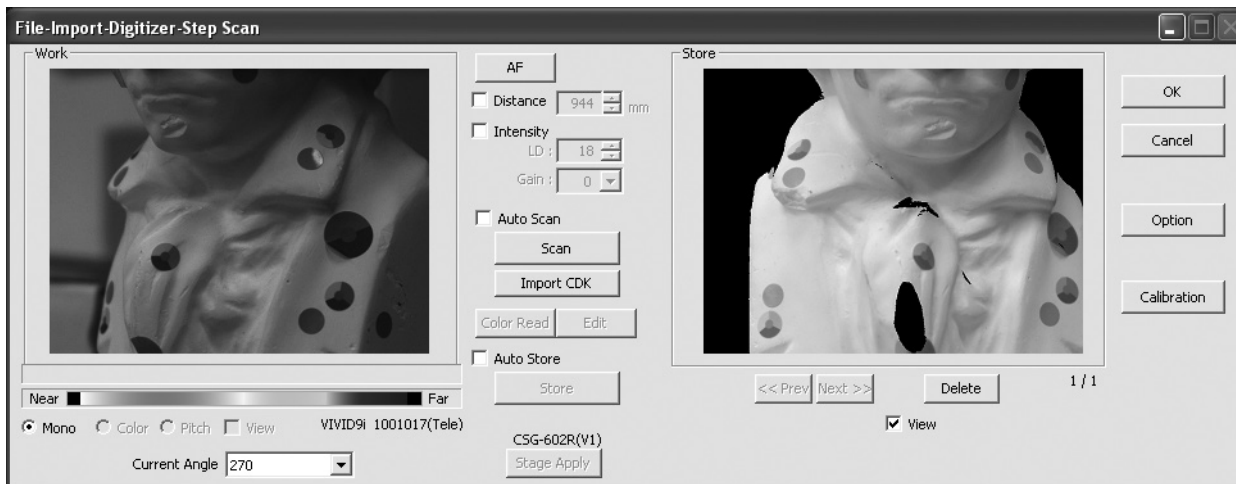 File-Import-Digitizer-Step Scan
Work
AF
Distance 944 mm
Intensity
LD : 18
Gain : 0
Auto Scan
Scan
Import CDK
Color Read Edit
Auto Store
Store
Near Far
Mono Color Pitch View VIVID9i 1001017(Tele)
Current Angle 270
CSG-602R(V1)
Stage Apply
Store
<< Prev Next >> Delete 1 / 1
View
OK
Cancel
Option
Calibration